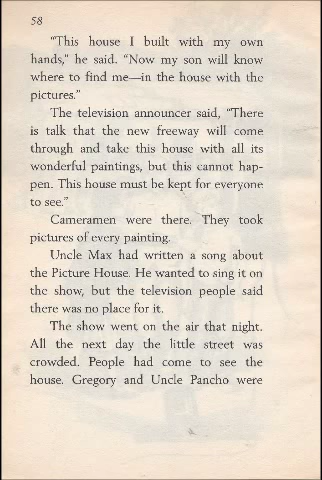 58
"This house I built with my own
hands," he said. "Now my son will know
where to find me—in the house with the
pictures."
The television announcer said, "There
is talk that the new freeway will come
through and take this house with all its
wonderful paintings, but this cannot hap-
pen. This house must be kept for everyone
to see."
Cameramen were there. They took
pictures of every painting.
Uncle Max had written a song about
the Picture House. He wanted to sing it on
the show, but the television people said
there was no place for it.
The show went on the air that night.
All the next day the little street was
crowded. People had come to see the
house. Gregory and Uncle Pancho were